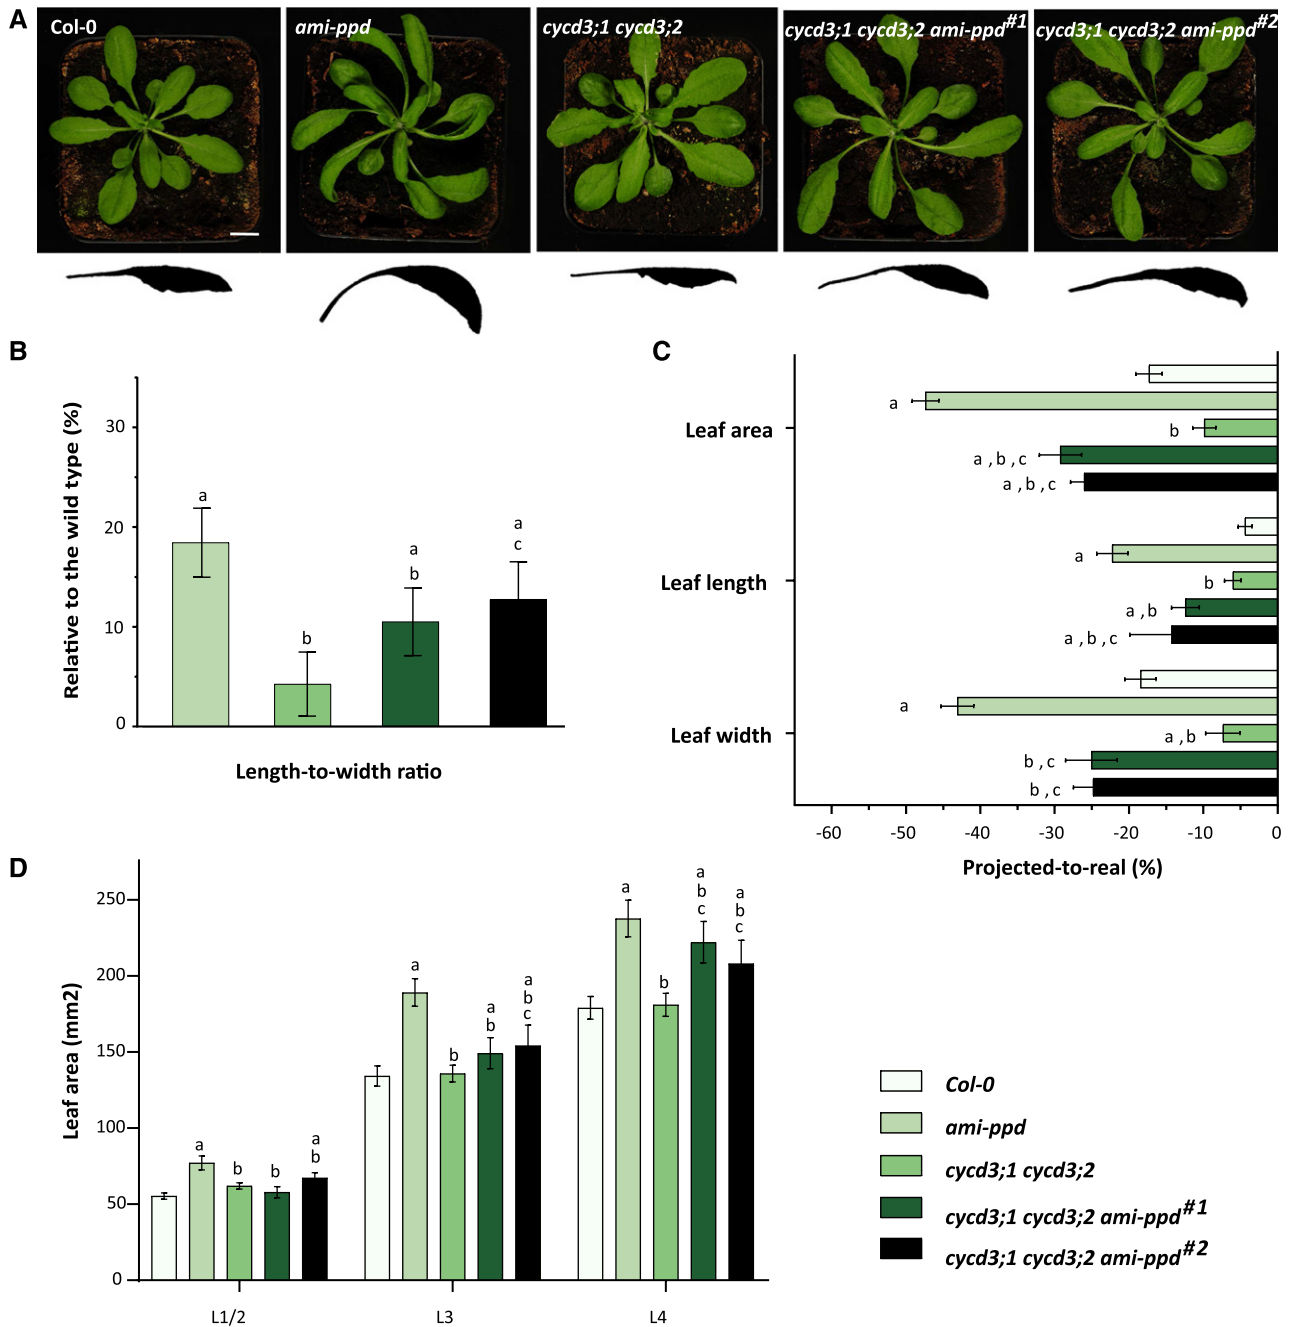 A
Col-0 ami-ppd cycd3;1 cycd3;2 cycd3;1 cycd3;2 ami-ppd#1 cycd3;1 cycd3;2 ami-ppd#2
B
Relative to the wild type (%)
30
20
10
0
a
b
a
b
a
c
Length-to-width ratio
C
Leaf area
a
b
a ,b ,c
a ,b ,c
Leaf length
a
b
a ,b
a ,b ,c
Leaf width
a
a ,b
b ,c
b ,c
-60 -50 -40 -30 -20 -10 0
Projected-to-real (%)
D
Leaf area (mm2)
250
200
150
100
50
0
a
b
b
a
b
a
b
a
b
a
b
c
a
b
a
b
c
a
b
c
L1/2 L3 L4
Col-0
ami-ppd
cycd3;1 cycd3;2
cycd3;1 cycd3;2 ami-ppd#1
cycd3;1 cycd3;2 ami-ppd#2